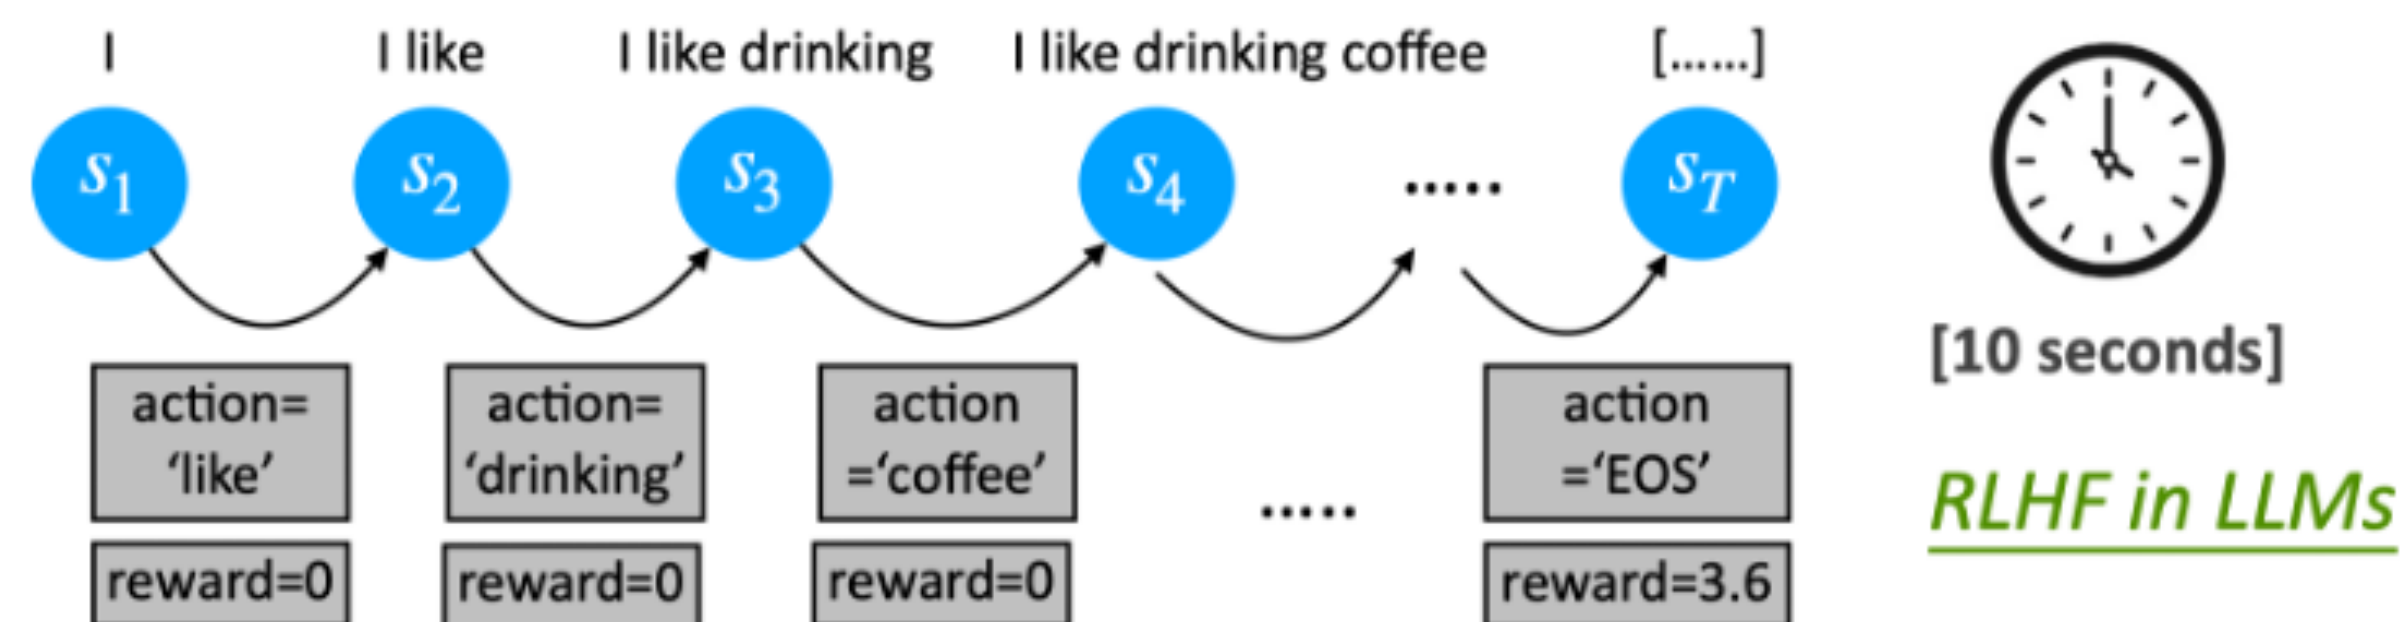 I
I like
I like drinking
I like drinking coffee
[......]
s1
s2
s3
s4
.....
sT
[10 seconds]
action=
‘like’
action=
‘drinking’
action
=‘coffee’
.....
action
=‘EOS’
RLHF in LLMs
reward=0
reward=0
reward=0
reward=3.6